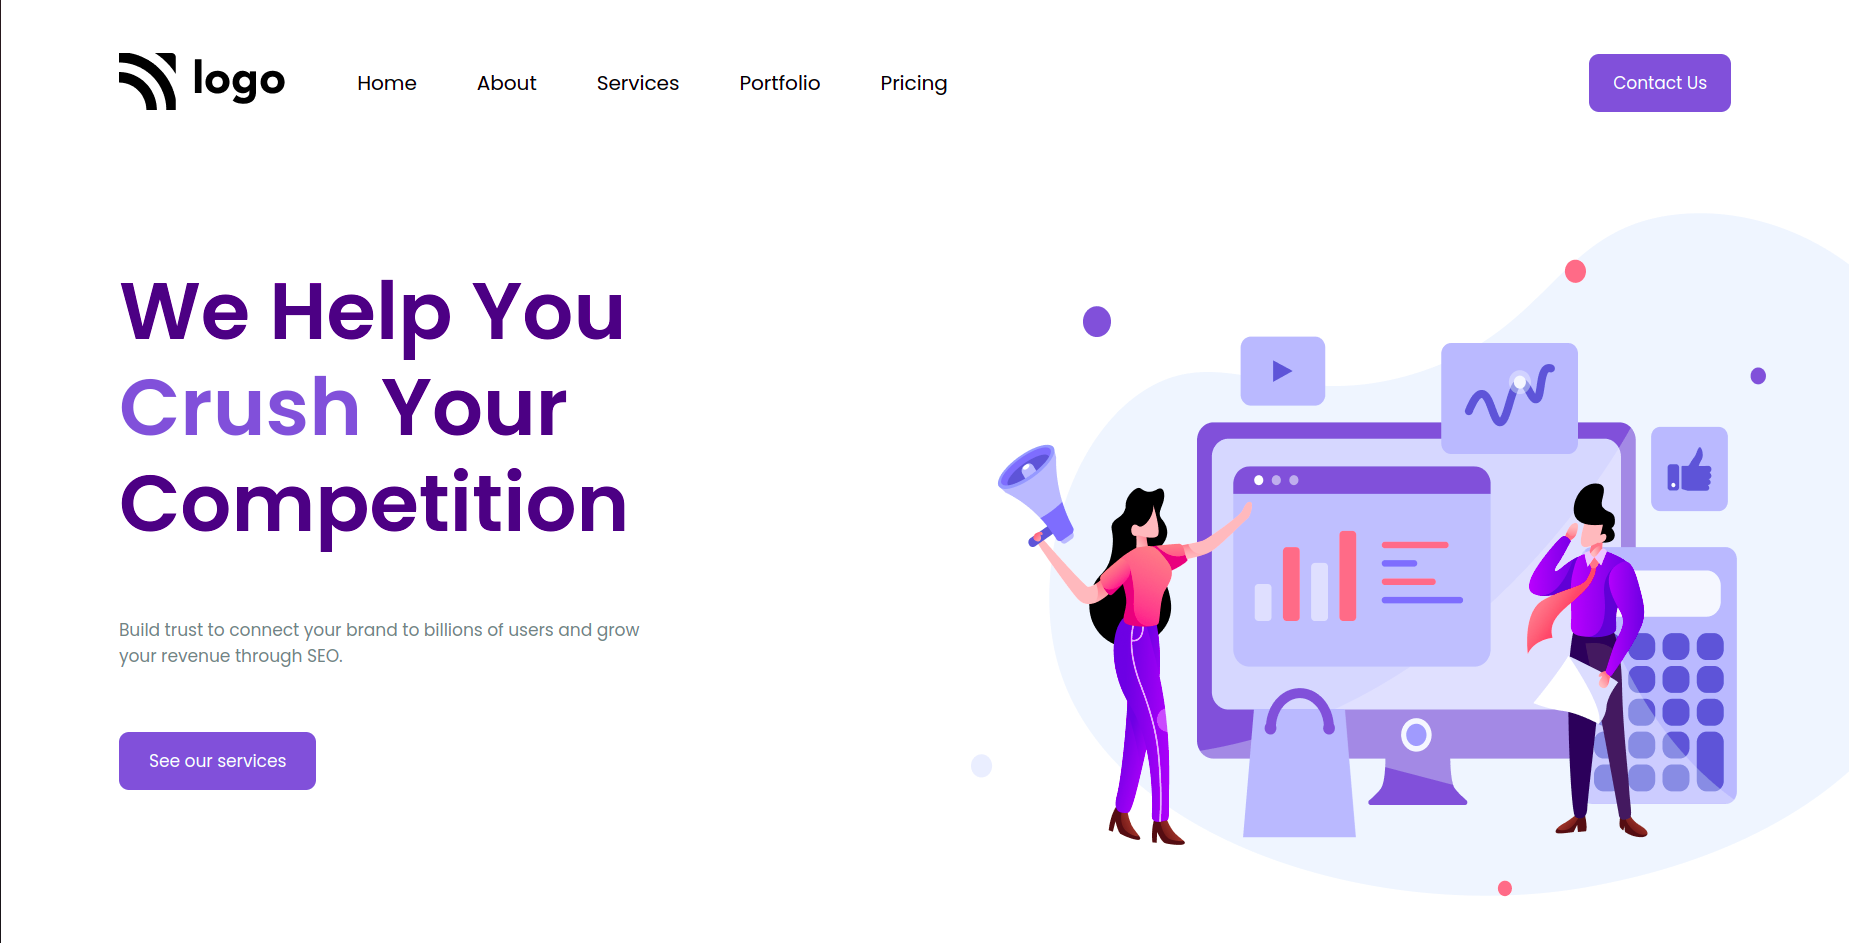 logo
Home About Services Portfolio Pricing
Contact Us
We Help You
Crush Your
Competition
Build trust to connect your brand to billions of users and grow
your revenue through SEO.
See our services